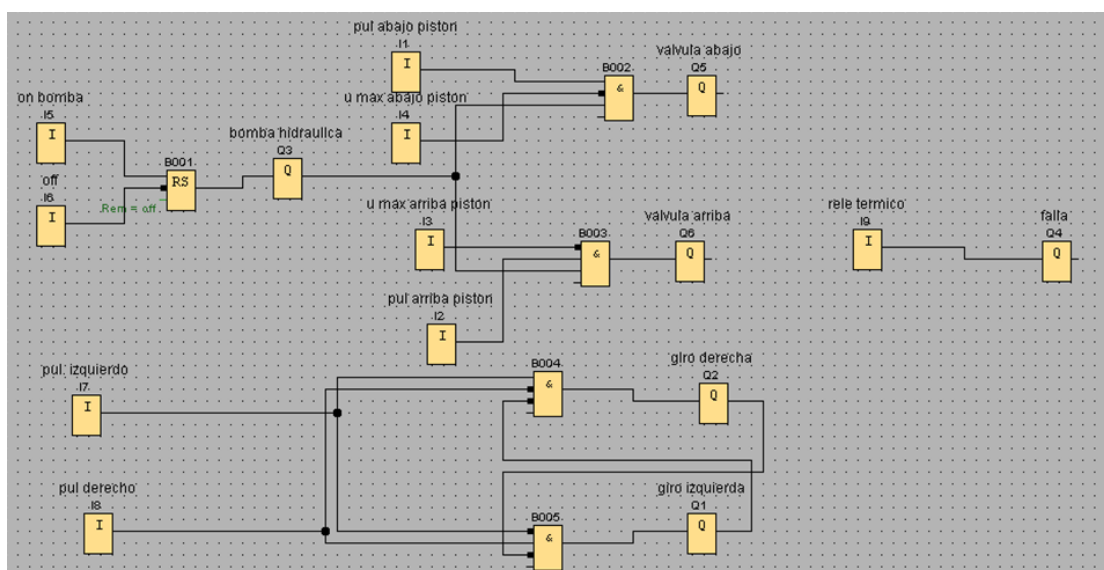 pul abajo piston
I1
I
on bomba
I5
I
off
I6
I
B001
RS
Rem = off
bomba hidraulica
Q3
Q
u max abajo piston
I4
I
B002
&
valvula abajo
Q5
Q
u max arriba piston
I3
I
B003
&
valvula arriba
Q6
Q
pul arriba piston
I2
I
rele termico
I9
I
falla
Q4
Q
pul. izquierdo
I7
I
B004
&
giro derecha
Q2
Q
pul derecho
I8
I
B005
&
giro izquierda
Q1
Q